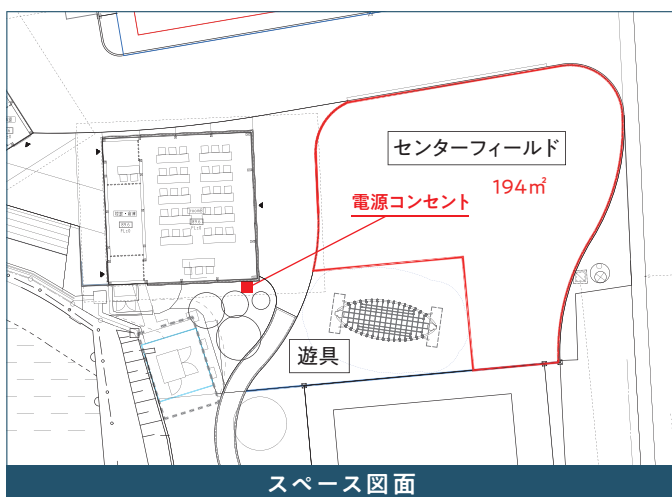 センターフィールド
194㎡
電源コンセント
遊具
スペース図面